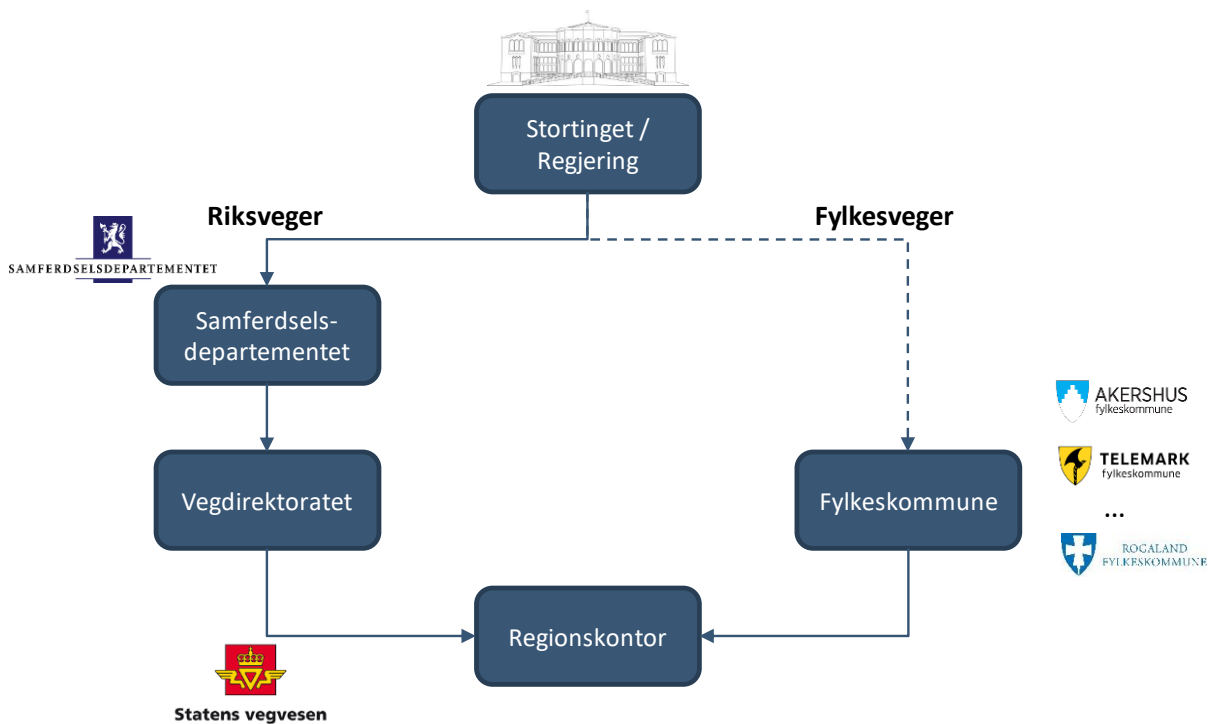 Stortinget /
Regjering
Riksveger
Fylkesveger
SAMFERDSELSDEPARTEMENTET
Samferdsels-
departementet
AKERSHUS
fylkeskommune
TELEMARK
fylkeskommune
...
ROGALAND
FYLKESKOMMUNE
Vegdirektoratet
Fylkeskommune
Regionskontor
Statens vegvesen